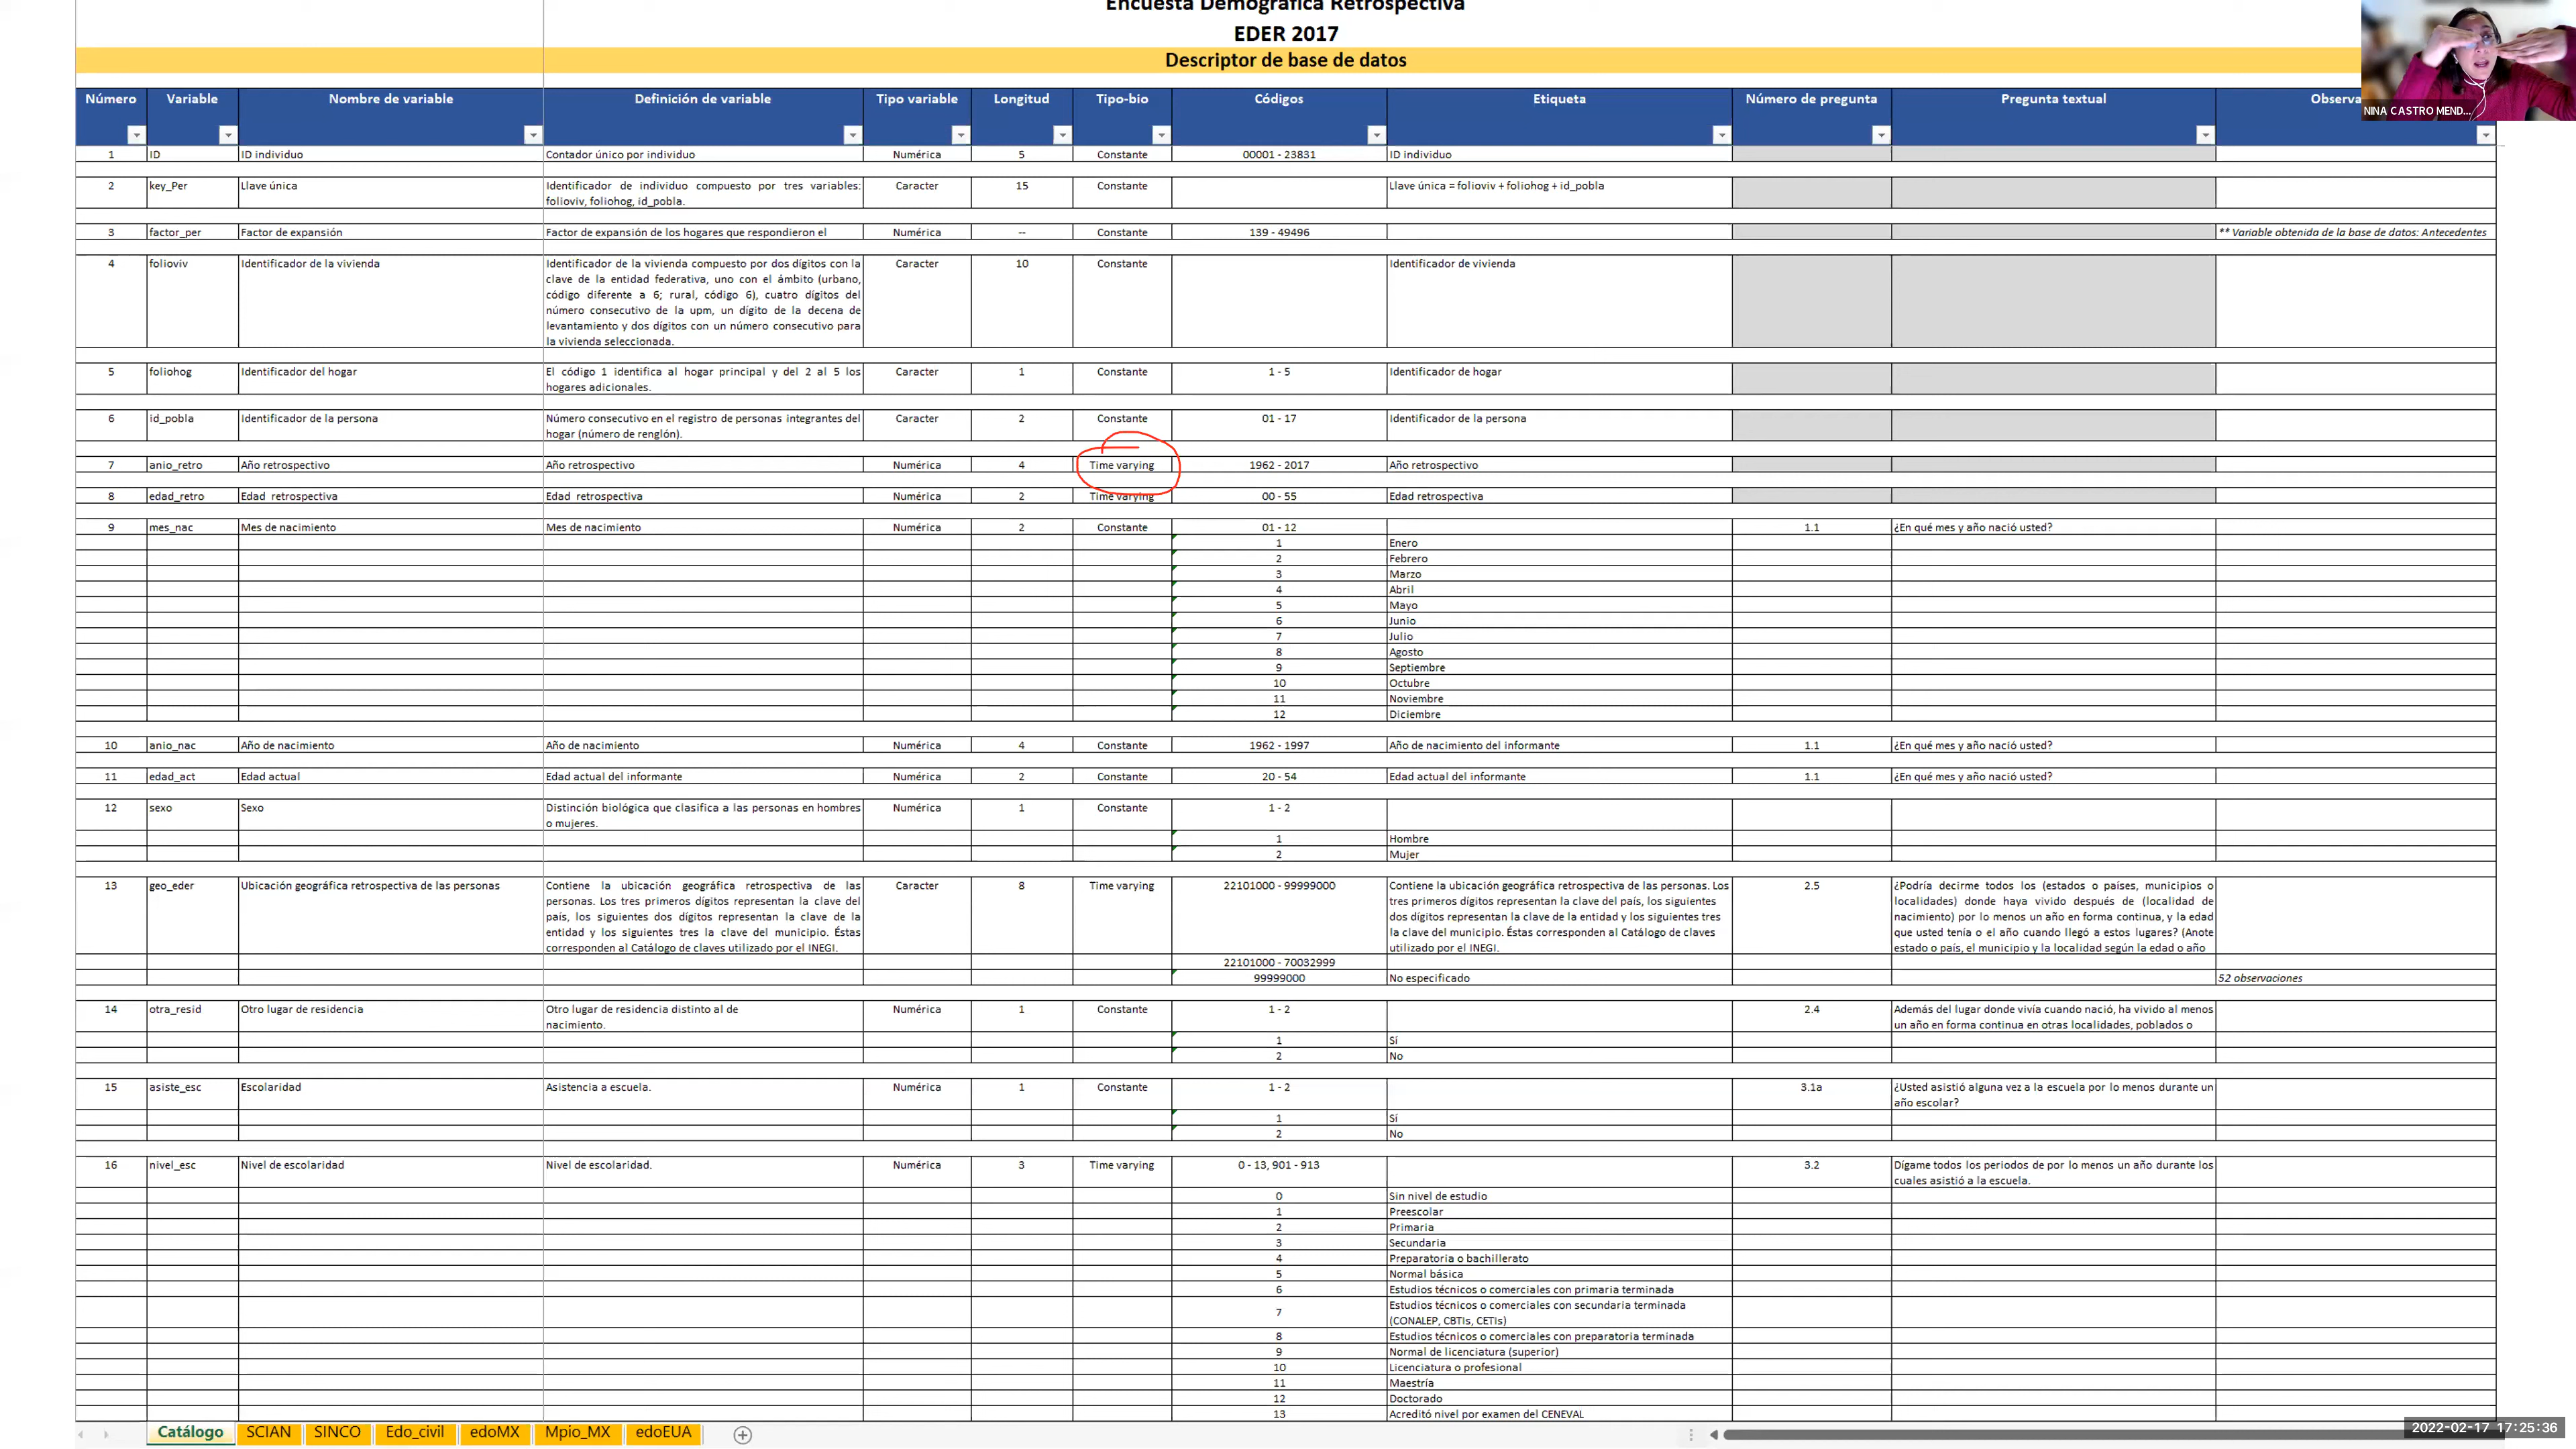 Encuesta Demográfica Retrospectiva
EDER 2017
Descriptor de base de datos
NINA CASTRO MEND...
Número Variable Nombre de variable Definición de variable Tipo variable Longitud Tipo-bio Códigos Etiqueta Número de pregunta Pregunta textual Observa
1 ID ID individuo Contador único por individuo Numérica 5 Constante 00001 - 23831 ID individuo
2 key_Per Llave única Identificador de individuo compuesto por tres variables: Caracter 15 Constante Llave única = folioviv + foliohog + id_pobla
folioviv, foliohog, id_pobla.
3 factor_per Factor de expansión Factor de expansión de los hogares que respondieron el Numérica -- Constante 139 - 49496 ** Variable obtenida de la base de datos: Antecedentes
4 folioviv Identificador de la vivienda Identificador de la vivienda compuesto por dos dígitos con la Caracter 10 Constante Identificador de vivienda
clave de la entidad federativa, uno con el ámbito (urbano,
código diferente a 6; rural, código 6), cuatro dígitos del
número consecutivo de la upm, un dígito de la decena de
levantamiento y dos dígitos con un número consecutivo para
la vivienda seleccionada.
5 foliohog Identificador del hogar El código 1 identifica al hogar principal y del 2 al 5 los Caracter 1 Constante 1 - 5 Identificador de hogar
hogares adicionales.
6 id_pobla Identificador de la persona Número consecutivo en el registro de personas integrantes del Caracter 2 Constante 01 - 17 Identificador de la persona
hogar (número de renglón).
7 anio_retro Año retrospectivo Año retrospectivo Numérica 4 Time varying 1962 - 2017 Año retrospectivo
8 edad_retro Edad retrospectiva Edad retrospectiva Numérica 2 Time varying 00 - 55 Edad retrospectiva
9 mes_nac Mes de nacimiento Mes de nacimiento Numérica 2 Constante 01 - 12 1.1 ¿En qué mes y año nació usted?
1 Enero
2 Febrero
3 Marzo
4 Abril
5 Mayo
6 Junio
7 Julio
8 Agosto
9 Septiembre
10 Octubre
11 Noviembre
12 Diciembre
10 anio_nac Año de nacimiento Año de nacimiento Numérica 4 Constante 1962 - 1997 Año de nacimiento del informante 1.1 ¿En qué mes y año nació usted?
11 edad_act Edad actual Edad actual del informante Numérica 2 Constante 20 - 54 Edad actual del informante 1.1 ¿En qué mes y año nació usted?
12 sexo Sexo Distinción biológica que clasifica a las personas en hombres Numérica 1 Constante 1 - 2
o mujeres.
1 Hombre
2 Mujer
13 geo_eder Ubicación geográfica retrospectiva de las personas Contiene la ubicación geográfica retrospectiva de las Caracter 8 Time varying 22101000 - 99999000 Contiene la ubicación geográfica retrospectiva de las personas. Los 2.5 ¿Podría decirme todos los (estados o países, municipios o
personas. Los tres primeros dígitos representan la clave del tres primeros dígitos representan la clave del país, los siguientes localidades) donde haya vivido después de (localidad de
país, los siguientes dos dígitos representan la clave de la dos dígitos representan la clave de la entidad y los siguientes tres nacimiento) por lo menos un año en forma continua, y la edad
entidad y los siguientes tres la clave del municipio. Éstas la clave del municipio. Éstas corresponden al Catálogo de claves que usted tenía o el año cuando llegó a estos lugares? (Anote
corresponden al Catálogo de claves utilizado por el INEGI. utilizado por el INEGI. estado o país, el municipio y la localidad según la edad o año
22101000 - 70032999
99999000 No especificado 52 observaciones
14 otra_resid Otro lugar de residencia Otro lugar de residencia distinto al de Numérica 1 Constante 1 - 2 2.4 Además del lugar donde vivía cuando nació, ha vivido al menos
nacimiento. un año en forma continua en otras localidades, poblados o
1 Sí
2 No
15 asiste_esc Escolaridad Asistencia a escuela. Numérica 1 Constante 1 - 2 3.1a ¿Usted asistió alguna vez a la escuela por lo menos durante un
año escolar?
1 Sí
2 No
16 nivel_esc Nivel de escolaridad Nivel de escolaridad. Numérica 3 Time varying 0 - 13, 901 - 913 3.2 Dígame todos los periodos de por lo menos un año durante los
cuales asistió a la escuela.
0 Sin nivel de estudio
1 Preescolar
2 Primaria
3 Secundaria
4 Preparatoria o bachillerato
5 Normal básica
6 Estudios técnicos o comerciales con primaria terminada
7 Estudios técnicos o comerciales con secundaria terminada
(CONALEP, CBTIs, CETIs)
8 Estudios técnicos o comerciales con preparatoria terminada
9 Normal de licenciatura (superior)
10 Licenciatura o profesional
11 Maestría
12 Doctorado
13 Acreditó nivel por examen del CENEVAL
Catálogo SCIAN SINCO Edo_civil edoMX Mpio_MX edoEUA
2022-02-17 17:25:36